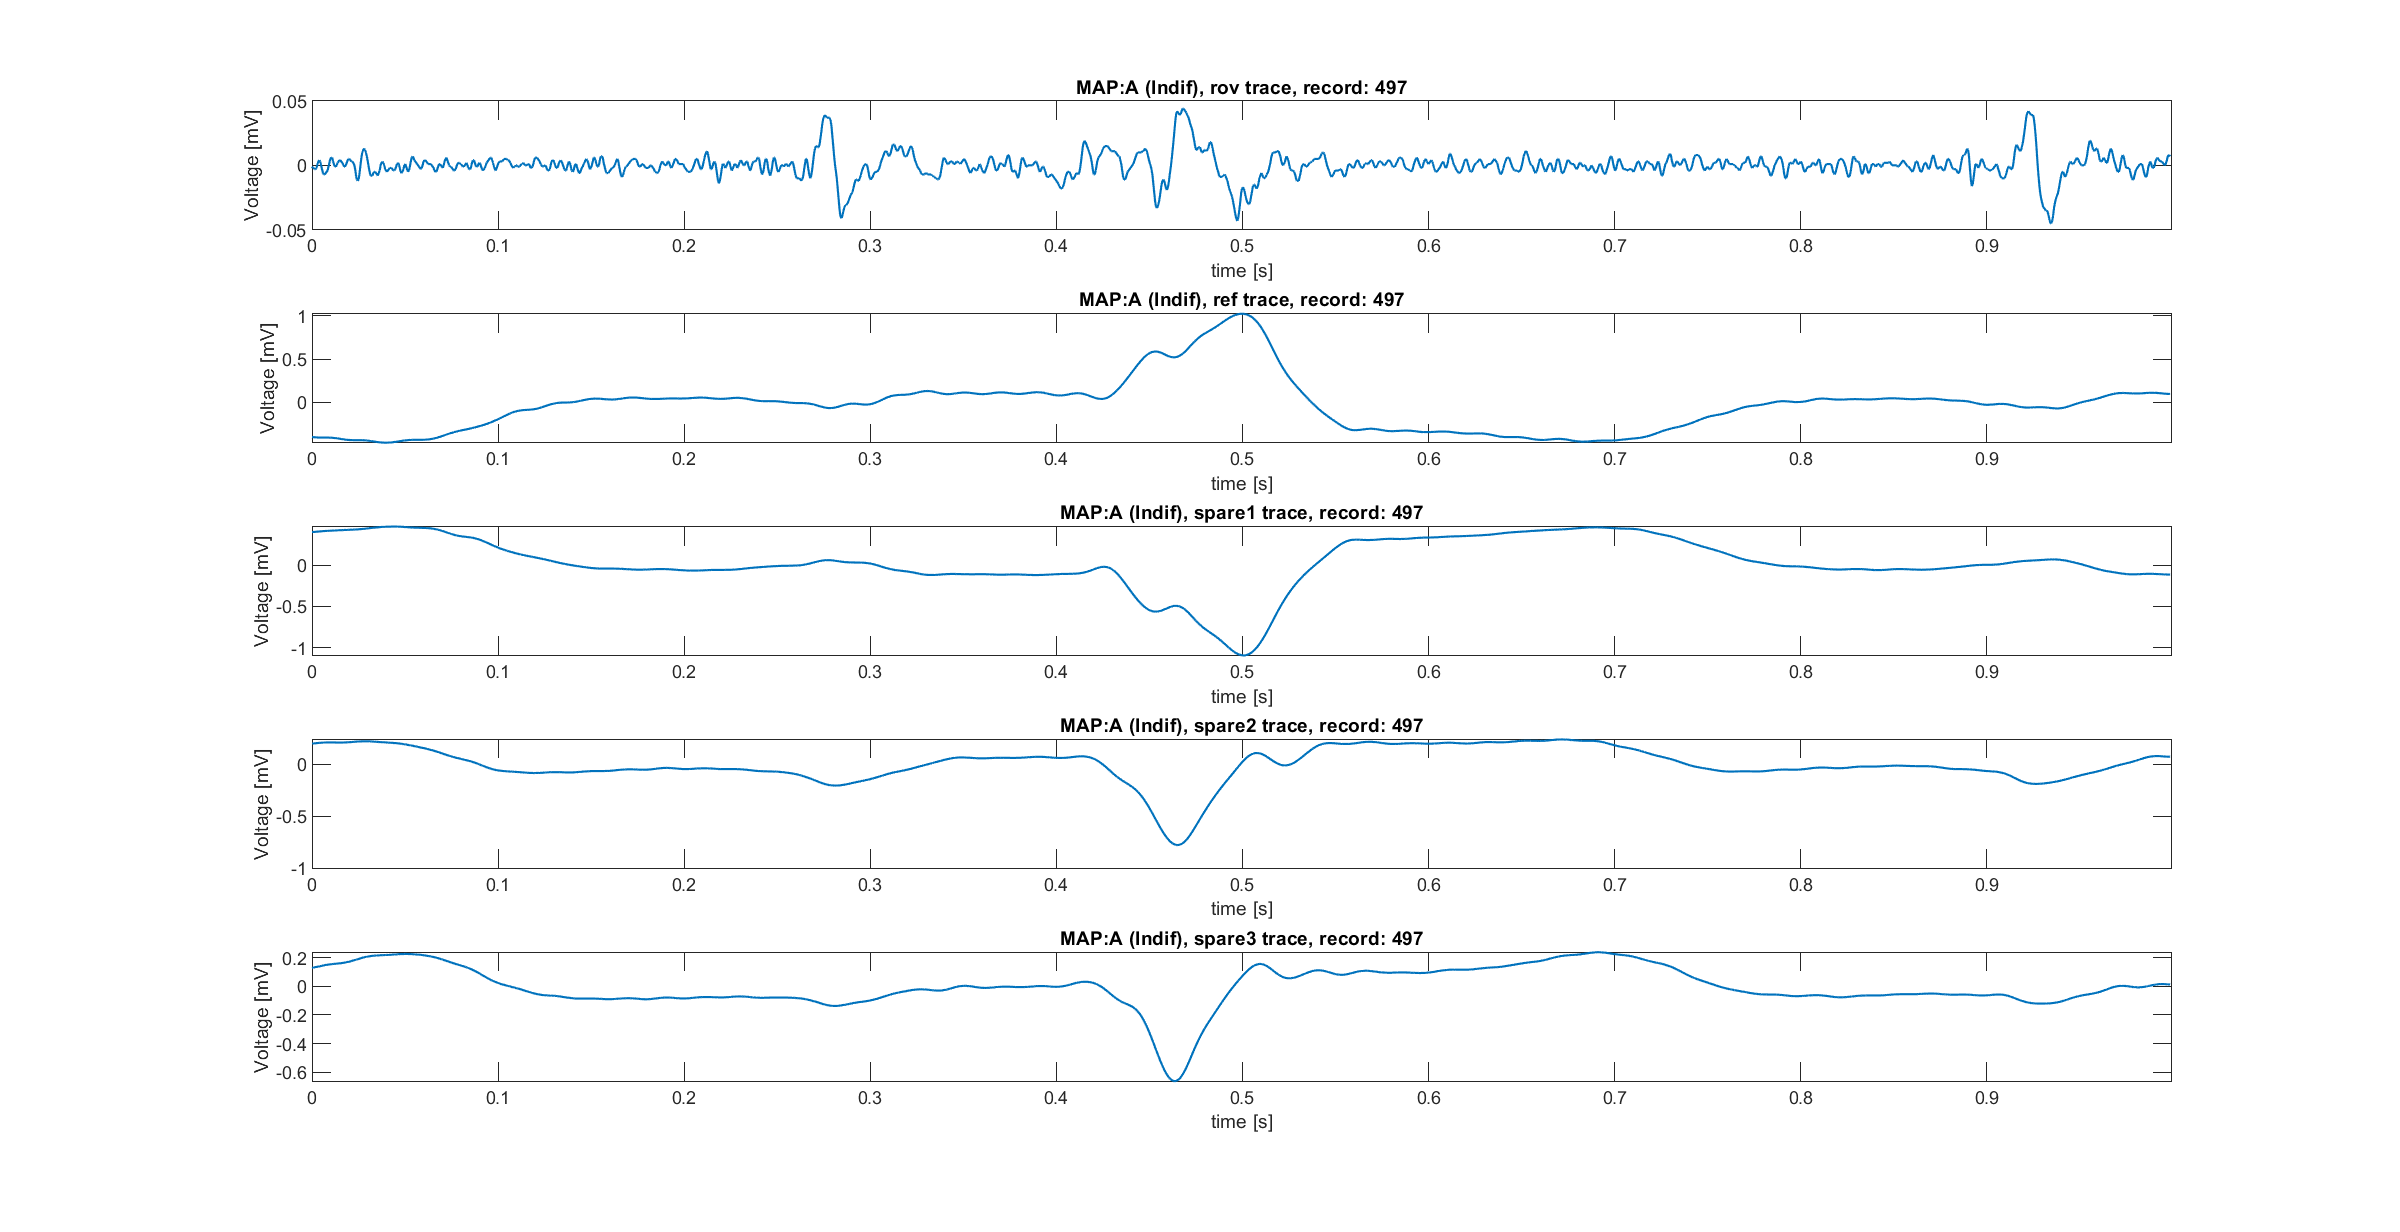 MAP:A (Indif), rov trace, record: 497
Voltage [mV]
0.05
0
-0.05
0 0.1 0.2 0.3 0.4 0.5 0.6 0.7 0.8 0.9
time [s]
MAP:A (Indif), ref trace, record: 497
Voltage [mV]
1
0.5
0
0 0.1 0.2 0.3 0.4 0.5 0.6 0.7 0.8 0.9
time [s]
MAP:A (Indif), spare1 trace, record: 497
Voltage [mV]
0
-0.5
-1
0 0.1 0.2 0.3 0.4 0.5 0.6 0.7 0.8 0.9
time [s]
MAP:A (Indif), spare2 trace, record: 497
Voltage [mV]
0
-0.5
-1
0 0.1 0.2 0.3 0.4 0.5 0.6 0.7 0.8 0.9
time [s]
MAP:A (Indif), spare3 trace, record: 497
Voltage [mV]
0.2
0
-0.2
-0.4
-0.6
0 0.1 0.2 0.3 0.4 0.5 0.6 0.7 0.8 0.9
time [s]